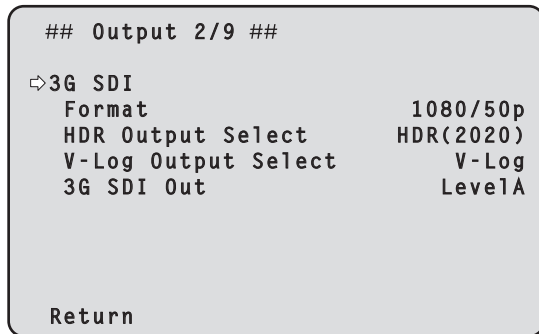 ## Output 2/9 ##
⇨3G SDI
Format 1080/50p
HDR Output Select HDR(2020)
V-Log Output Select V-Log
3G SDI Out LevelA
Return